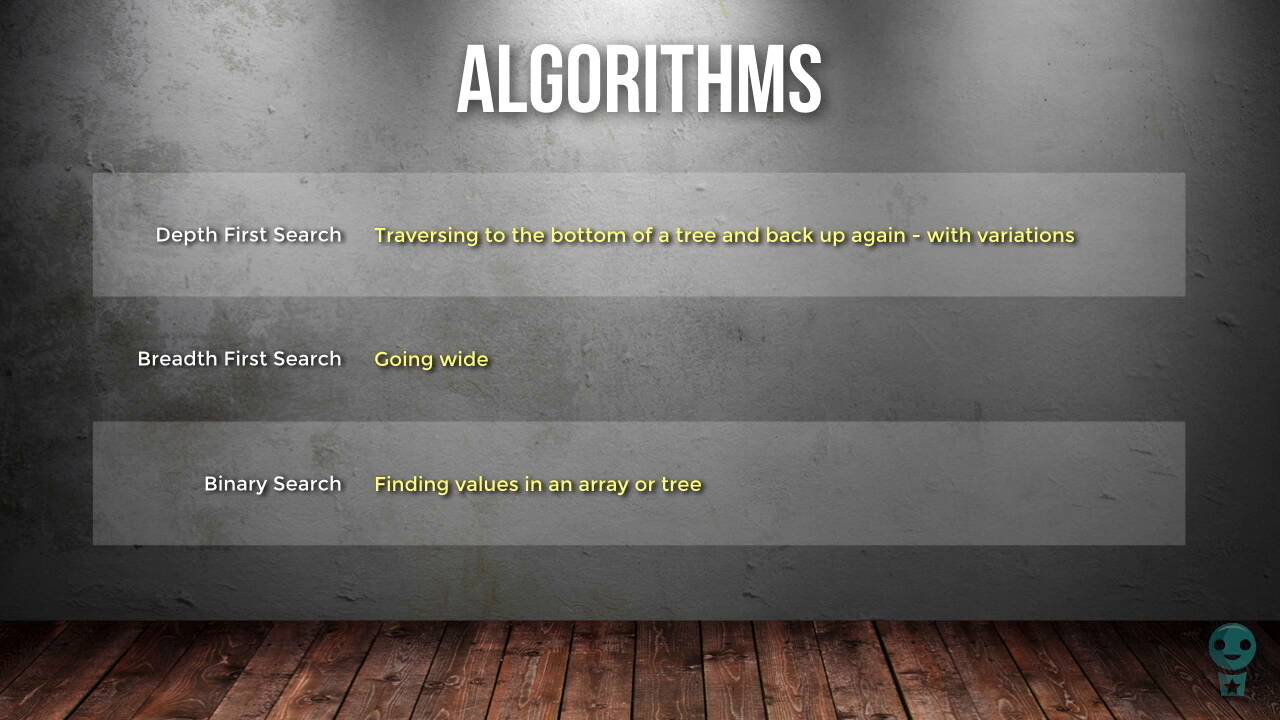 ALGORITHMS
Depth First Search Traversing to the bottom of a tree and back up again - with variations
Breadth First Search Going wide
Binary Search Finding values in an array or tree